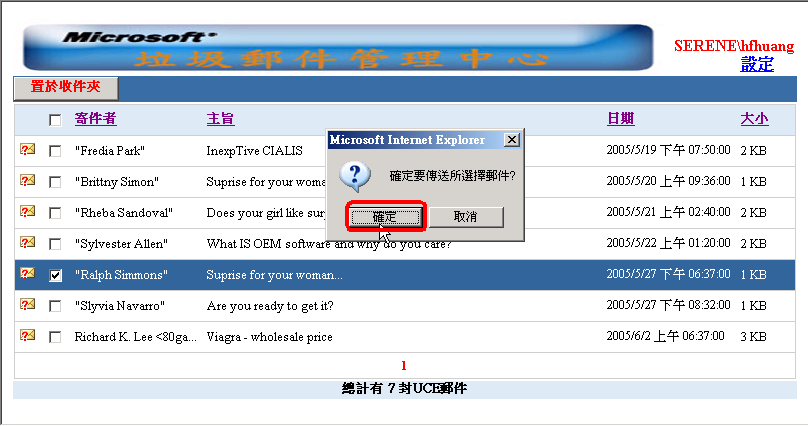 Microsoft
垃圾郵件管理中心
SERENE\hfhuang
設定
置於收件夾
寄件者 主旨 日期 大小
"Fredia Park" InexpTive CIALIS 2005/5/19 下午 07:50:00 2 KB
"Brittny Simon" Suprise for your 2005/5/20 上午 09:36:00 1 KB
"Rheba Sandoval" Does your girl like 2005/5/21 上午 02:40:00 2 KB
"Sylvester Allen" What IS OEM software and why do you care? 2005/5/22 上午 01:20:00 2 KB
"Ralph Simmons" Suprise for your woman... 2005/5/27 下午 06:37:00 1 KB
"Slyvia Navarro" Are you ready to get it? 2005/5/27 下午 08:32:00 1 KB
Richard K. Lee <80ga... Viagra - wholesale price 2005/6/2 上午 06:37:00 3 KB
1
總計有 7 封UCE郵件
Microsoft Internet Explorer
確定要傳送所選擇郵件?
確定 取消